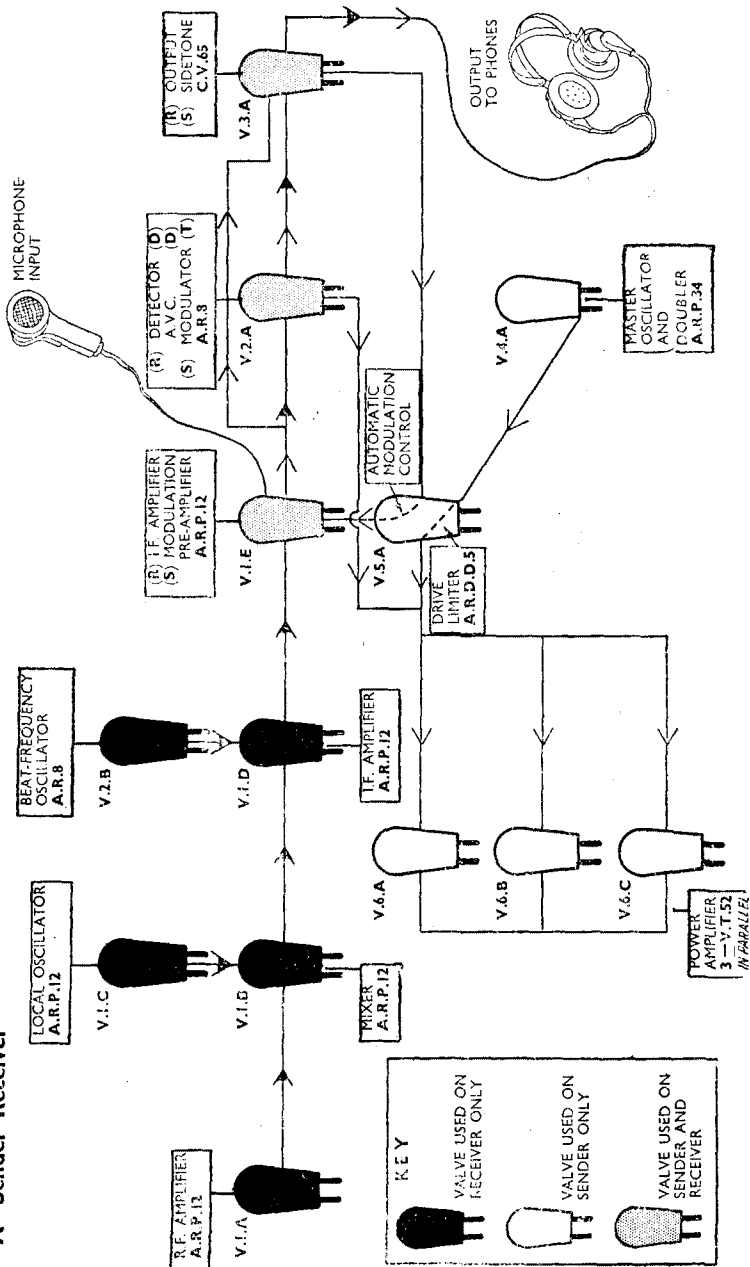 A Sender Receiver
R.F. AMPLIFIER
A.R.P.12
V.1.A
LOCAL OSCILLATOR
A.R.P.12
V.1.C
V.1.B
MIXER
A.R.P.12
BEAT-FREQUENCY
OSCILLATOR
A.R.8
V.2.B
V.1.D
I.F. AMPLIFIER
A.R.P.12
(R) I.F. AMPLIFIER
(S) MODULATION
PRE-AMPLIFIER
A.R.P.12
V.1.E
MICROPHONE
INPUT
(R) DETECTOR (D)
A.V.C. (D)
(S) MODULATOR (T)
A.R.8
V.2.A
(R) OUTPUT
(S) SIDETONE
C.V.65
V.3.A
OUTPUT
TO PHONES
AUTOMATIC
MODULATION
CONTROL
V.5.A
DRIVE
LIMITER
A.R.D.D.5
V.4.A
MASTER
OSCILLATOR
AND
DOUBLER
A.R.P.34
V.6.A
V.6.B
V.6.C
POWER
AMPLIFIER
3 — V.T.52
IN PARALLEL
KEY
VALVE USED ON
RECEIVER ONLY
VALVE USED ON
SENDER ONLY
VALVE USED ON
SENDER AND
RECEIVER